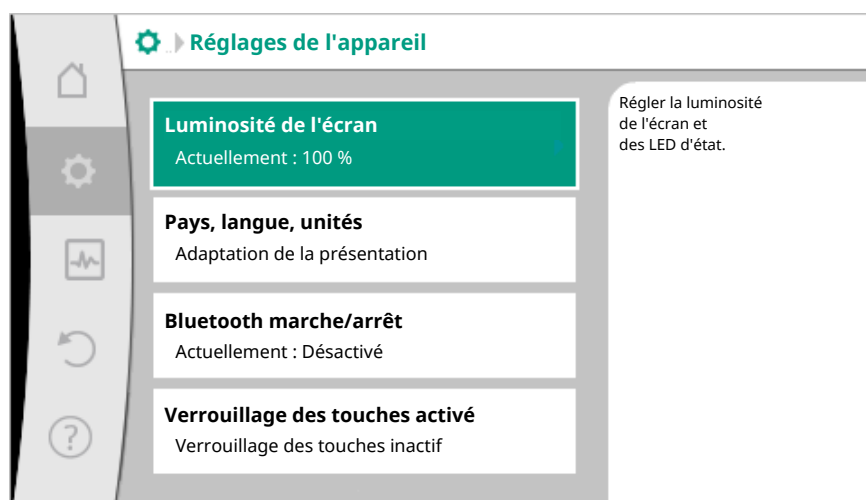 Réglages de l'appareil
Luminosité de l'écran
Actuellement : 100 %
Pays, langue, unités
Adaptation de la présentation
Bluetooth marche/arrêt
Actuellement : Désactivé
Verrouillage des touches activé
Verrouillage des touches inactif
Régler la luminosité
de l'écran et
des LED d'état.
?